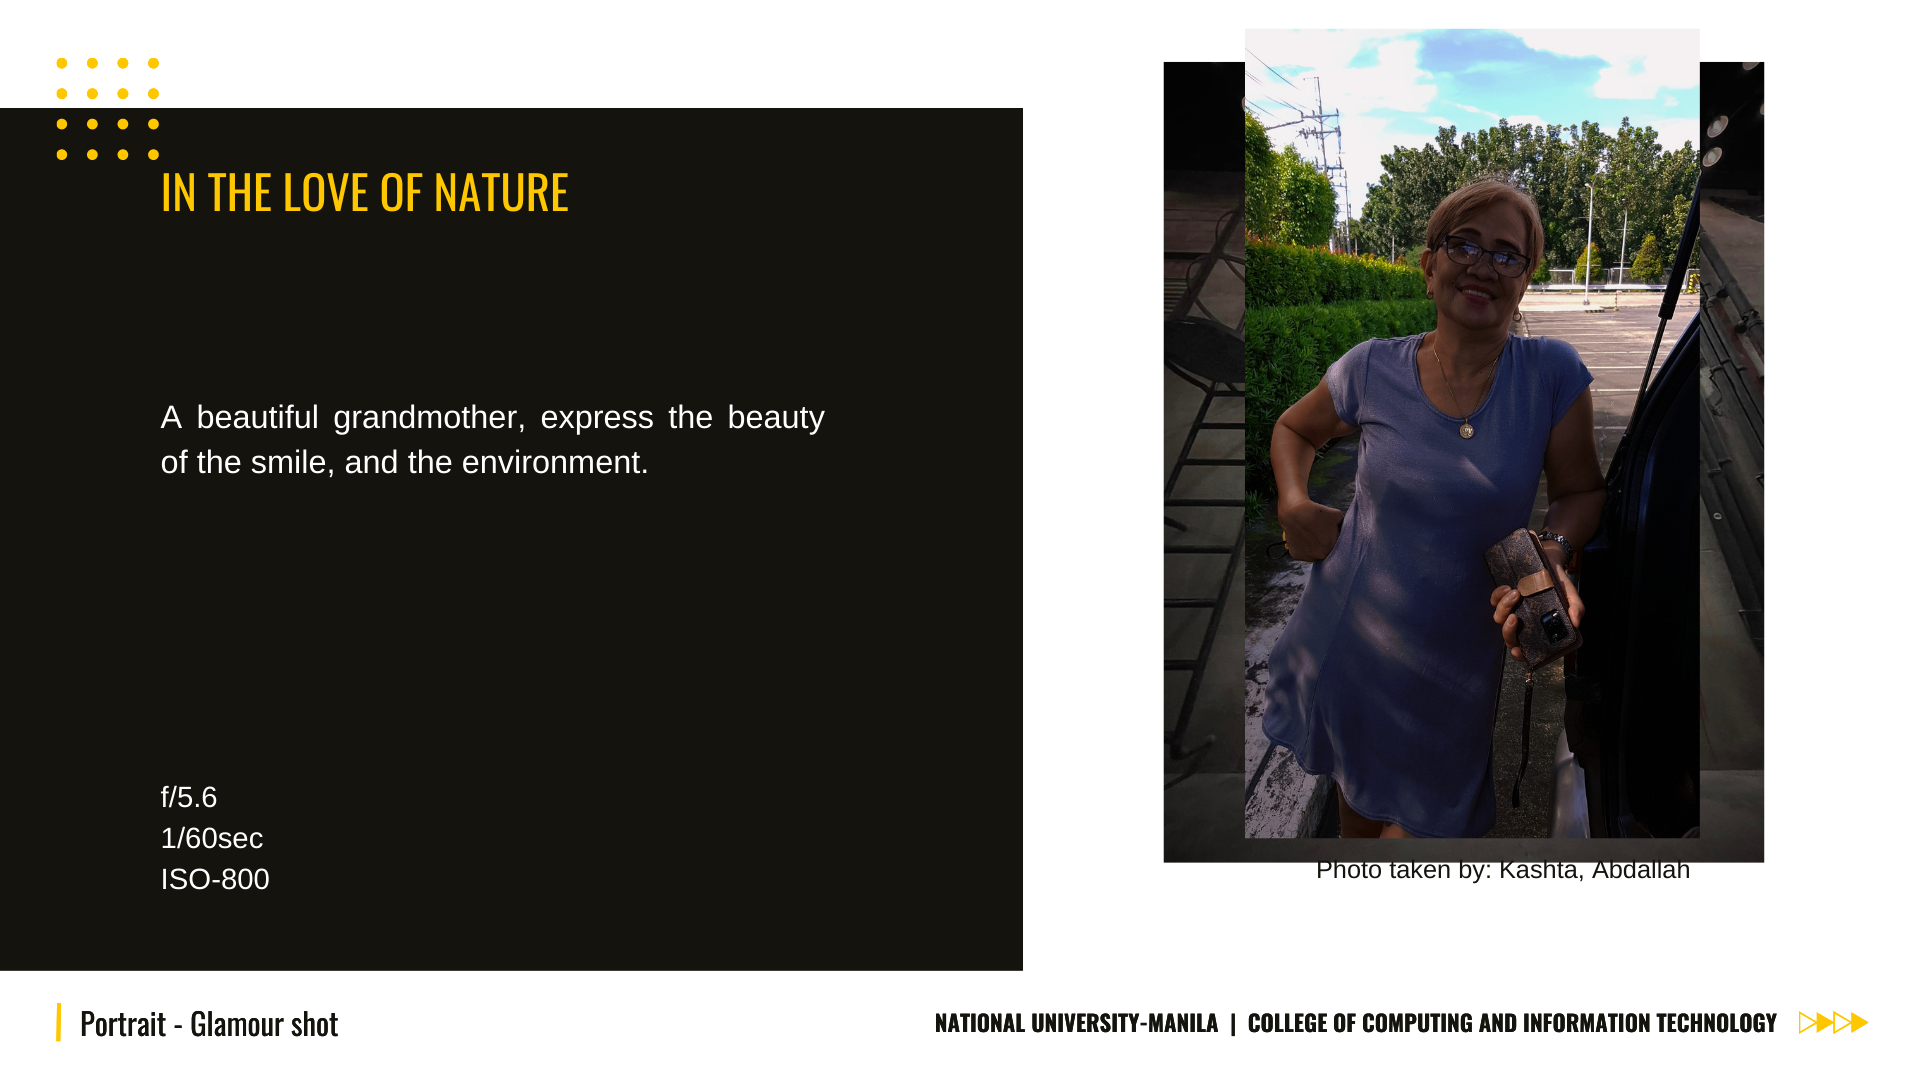 IN THE LOVE OF NATURE
A beautiful grandmother, express the beauty
of the smile, and the environment.
f/5.6
1/60sec
ISO-800
Photo taken by: Kashta, Abdallah
Portrait - Glamour shot
NATIONAL UNIVERSITY-MANILA | COLLEGE OF COMPUTING AND INFORMATION TECHNOLOGY